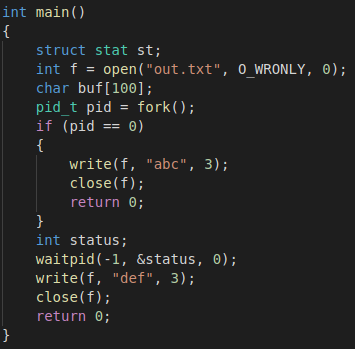 int main()
{
    struct stat st;
    int f = open("out.txt", O_WRONLY, 0);
    char buf[100];
    pid_t pid = fork();
    if (pid == 0)
    {
        write(f, "abc", 3);
        close(f);
        return 0;
    }
    int status;
    waitpid(-1, &status, 0);
    write(f, "def", 3);
    close(f);
    return 0;
}